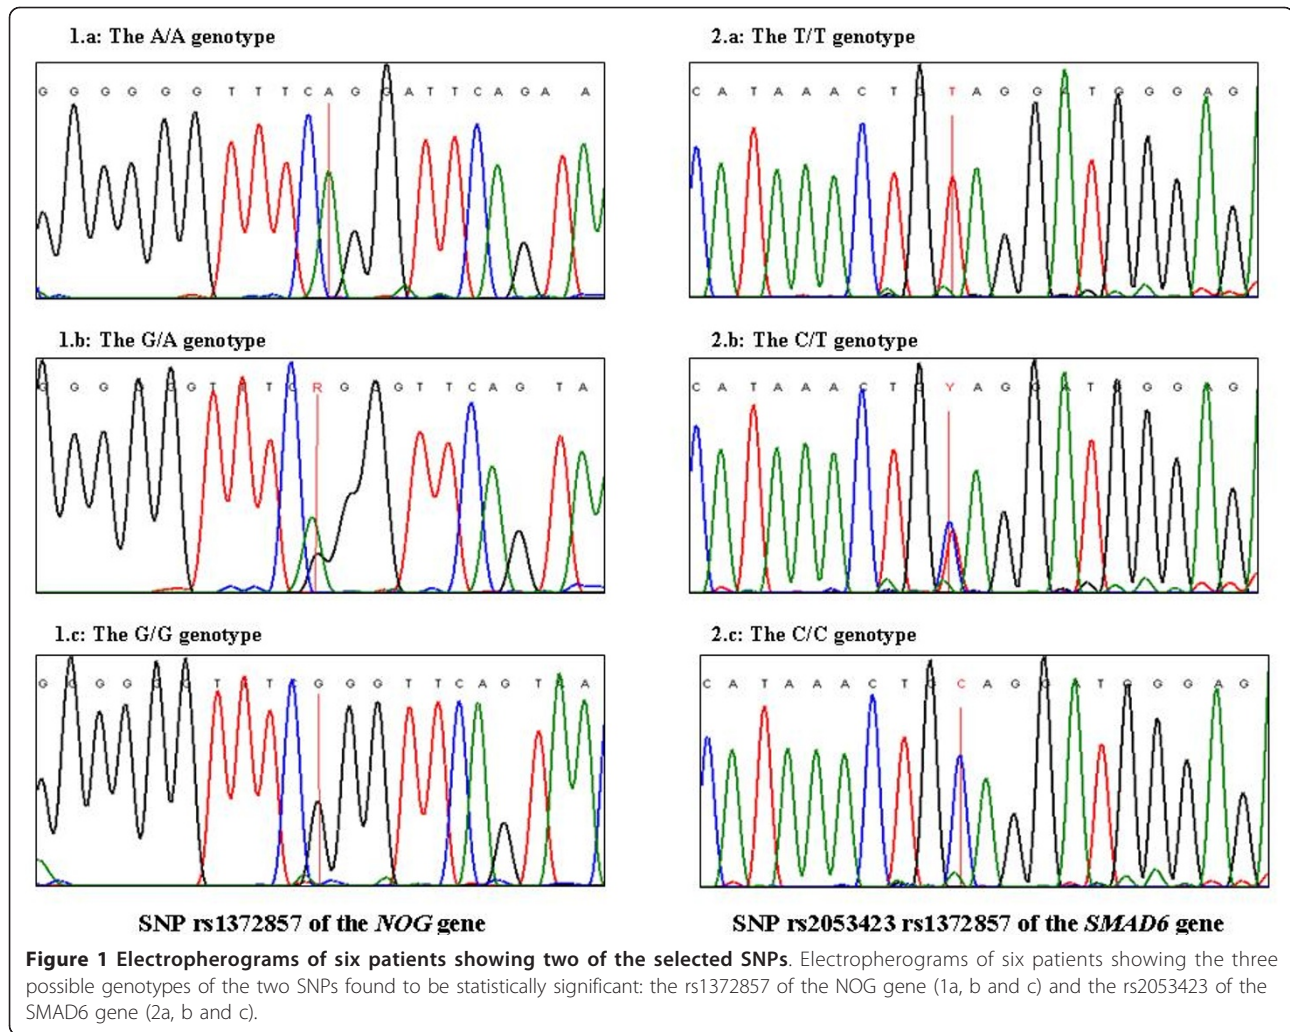 1.a: The A/A genotype
G G G G G G T T T C A G G A T T C A G A A
2.a: The T/T genotype
C A T A A A C T G T A G G A T G G G A G
1.b: The G/A genotype
G G G G G G T T T C R G G G T T C A G T A
2.b: The C/T genotype
C A T A A A C T G Y A G G A T G G G A G
1.c: The G/G genotype
G G G G G G T T T C G G G T T C A G T A A
2.c: The C/C genotype
C A T A A A C T G C A G G A T G G G A G
SNP rs1372857 of the NOG gene
SNP rs2053423 rs1372857 of the SMAD6 gene
Figure 1 Electropherograms of six patients showing two of the selected SNPs. Electropherograms of six patients showing the three
possible genotypes of the two SNPs found to be statistically significant: the rs1372857 of the NOG gene (1a, b and c) and the rs2053423 of the
SMAD6 gene (2a, b and c).